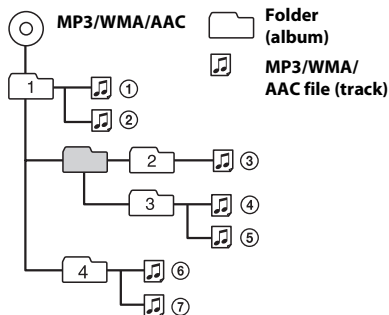 MP3/WMA/AAC
Folder
(album)
MP3/WMA/
AAC file (track)
1
①
②
2
③
3
④
⑤
4
⑥
⑦